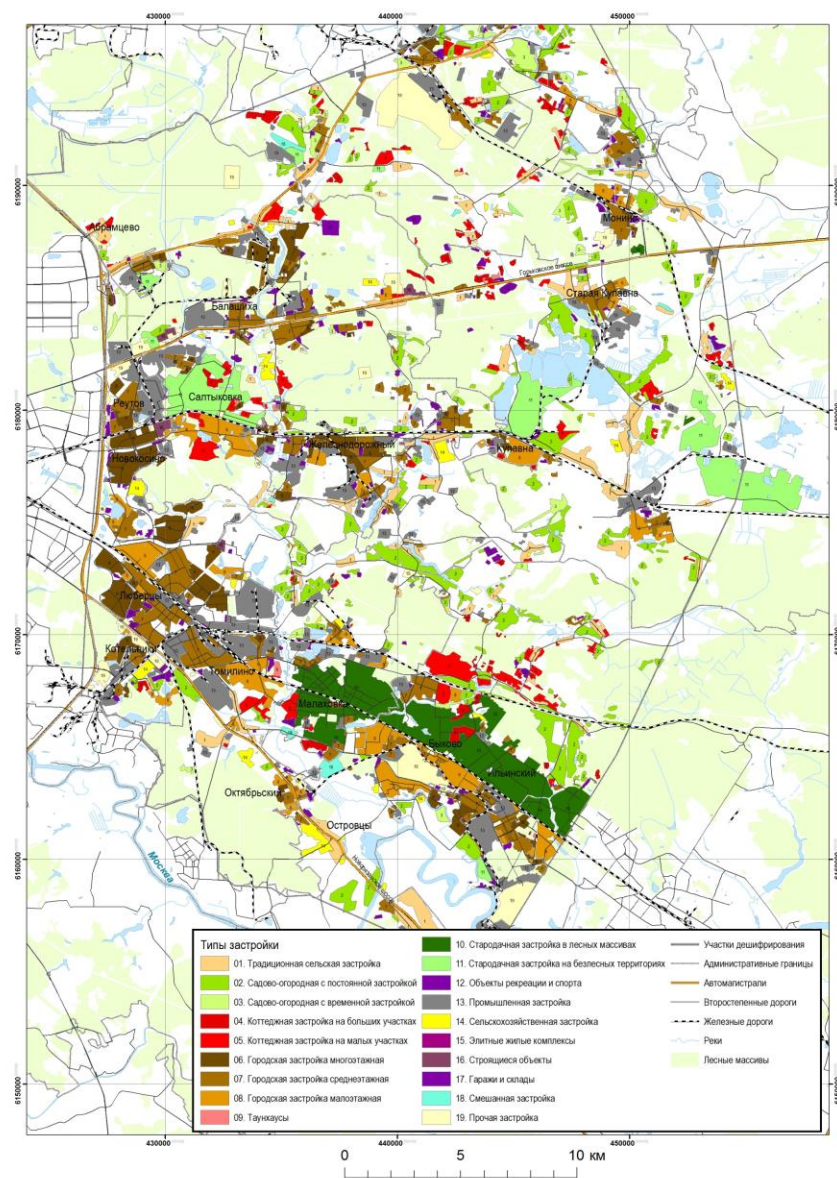 430000
440000
450000
6190000
Абрамцево
Монино
Горьковское шоссе
Балашиха
Старая Купавна
Салтыковка
Реутов
6180000
Железнодорожный
Новокосино
Купавна
Люберцы
Котельники
6170000
Томилино
Малаховка
Быково
Ильинский
Октябрьский
Островцы
Москва
6160000
Типы застройки
01. Традиционная сельская застройка
02. Садово-огородная с постоянной застройкой
03. Садово-огородная с временной застройкой
04. Коттеджная застройка на больших участках
05. Коттеджная застройка на малых участках
06. Городская застройка многоэтажная
07. Городская застройка среднеэтажная
08. Городская застройка малоэтажная
09. Таунхаусы
10. Стародачная застройка в лесных массивах
11. Стародачная застройка на безлесных территориях
12. Объекты рекреации и спорта
13. Промышленная застройка
14. Сельскохозяйственная застройка
15. Элитные жилые комплексы
16. Строящиеся объекты
17. Гаражи и склады
18. Смешанная застройка
19. Прочая застройка
Участки дешифрирования
Административные границы
Автомагистрали
Второстепенные дороги
Железные дороги
Реки
Лесные массивы
6150000
430000
440000
450000
0 5 10 км